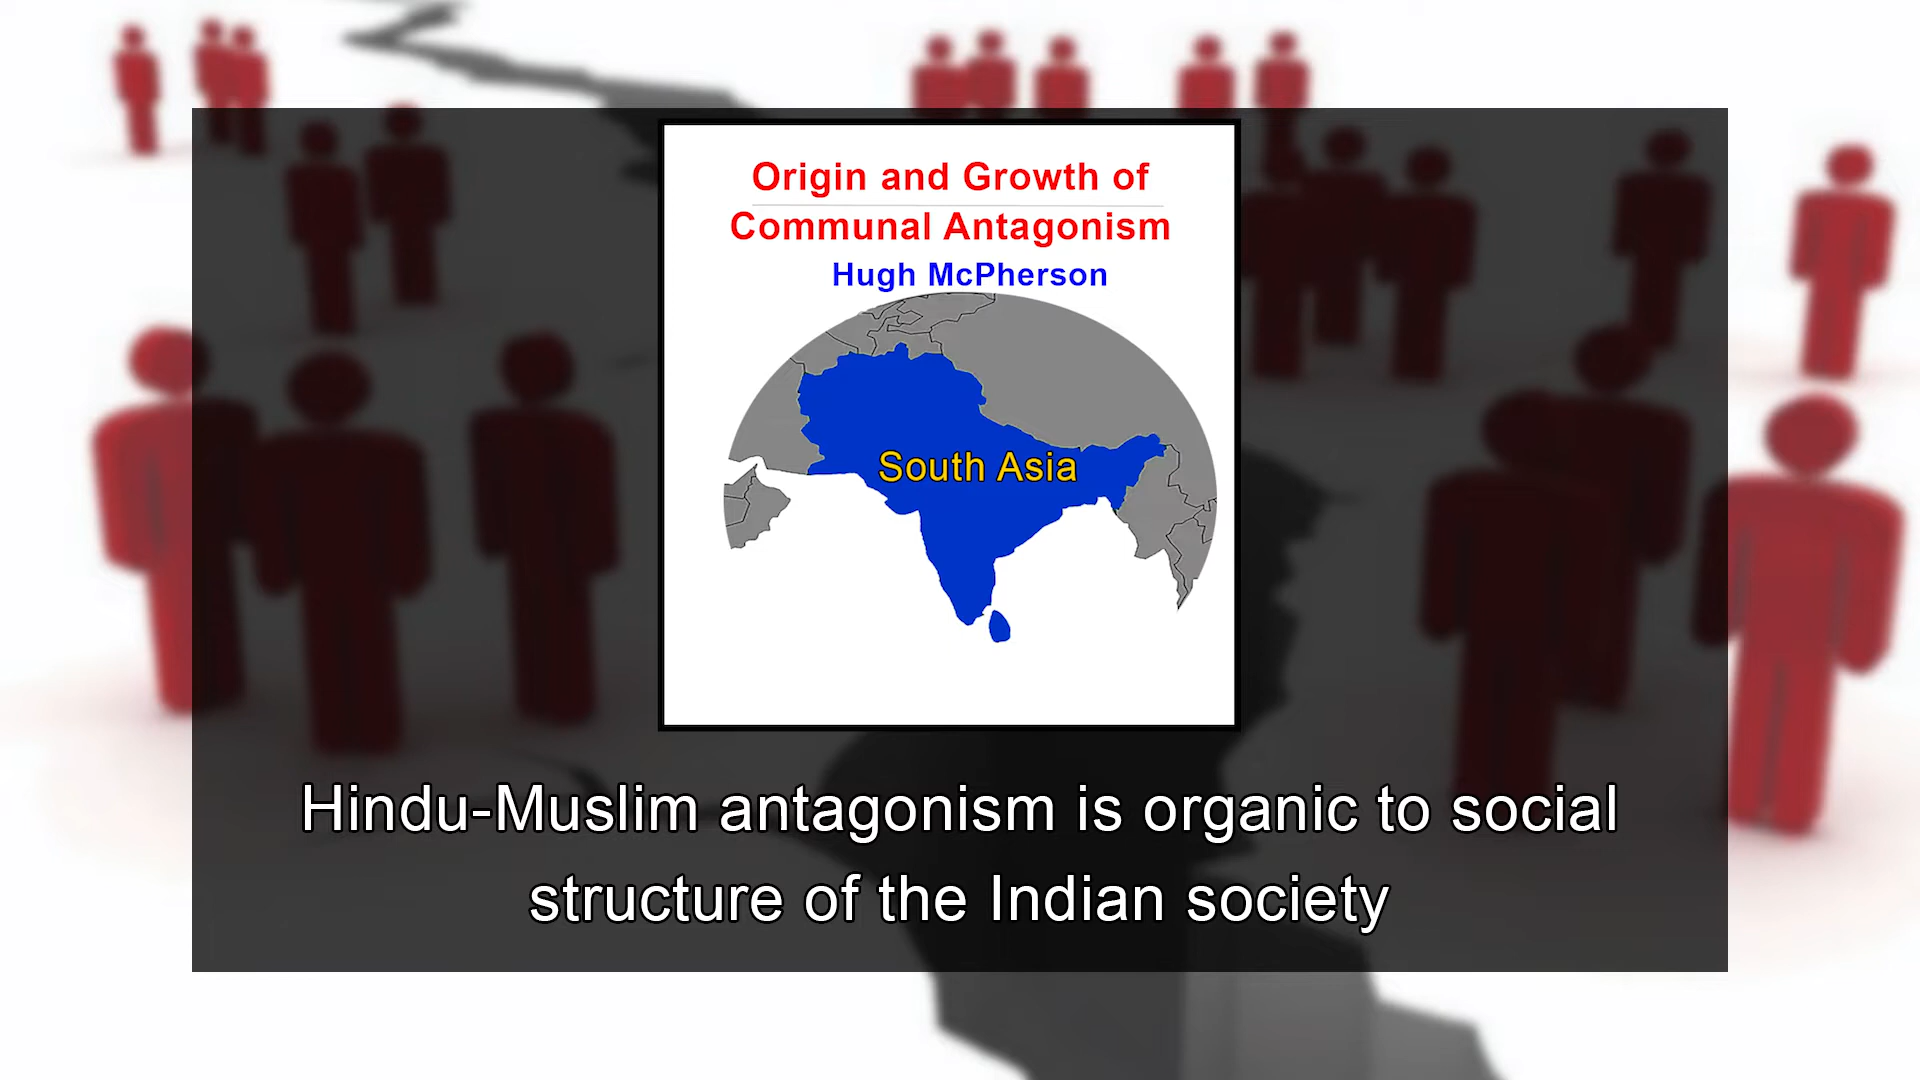 Origin and Growth of
Communal Antagonism
Hugh McPherson
South Asia
Hindu-Muslim antagonism is organic to social
structure of the Indian society